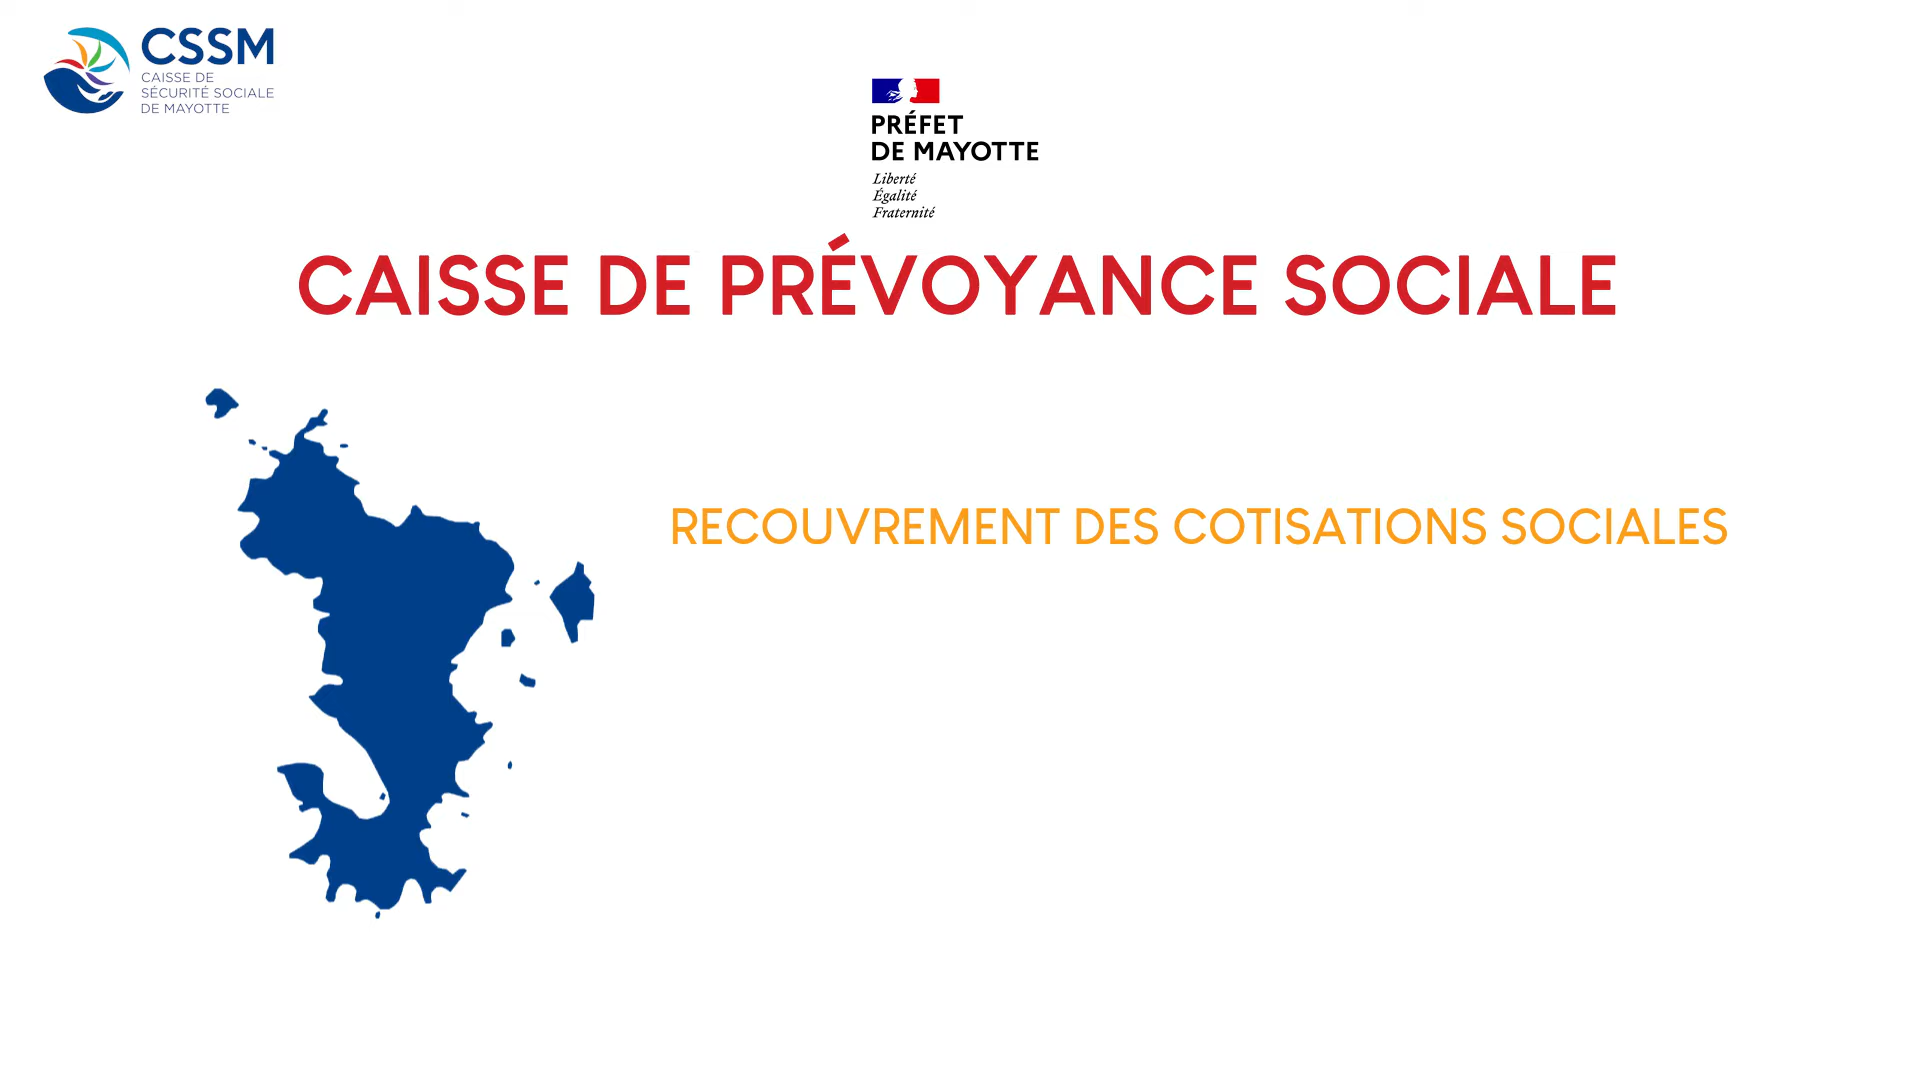 CSSM
CAISSE DE
SÉCURITÉ SOCIALE
DE MAYOTTE
PRÉFET
DE MAYOTTE
Liberté
Égalité
Fraternité
CAISSE DE PRÉVOYANCE SOCIALE
RECOUVREMENT DES COTISATIONS SOCIALES